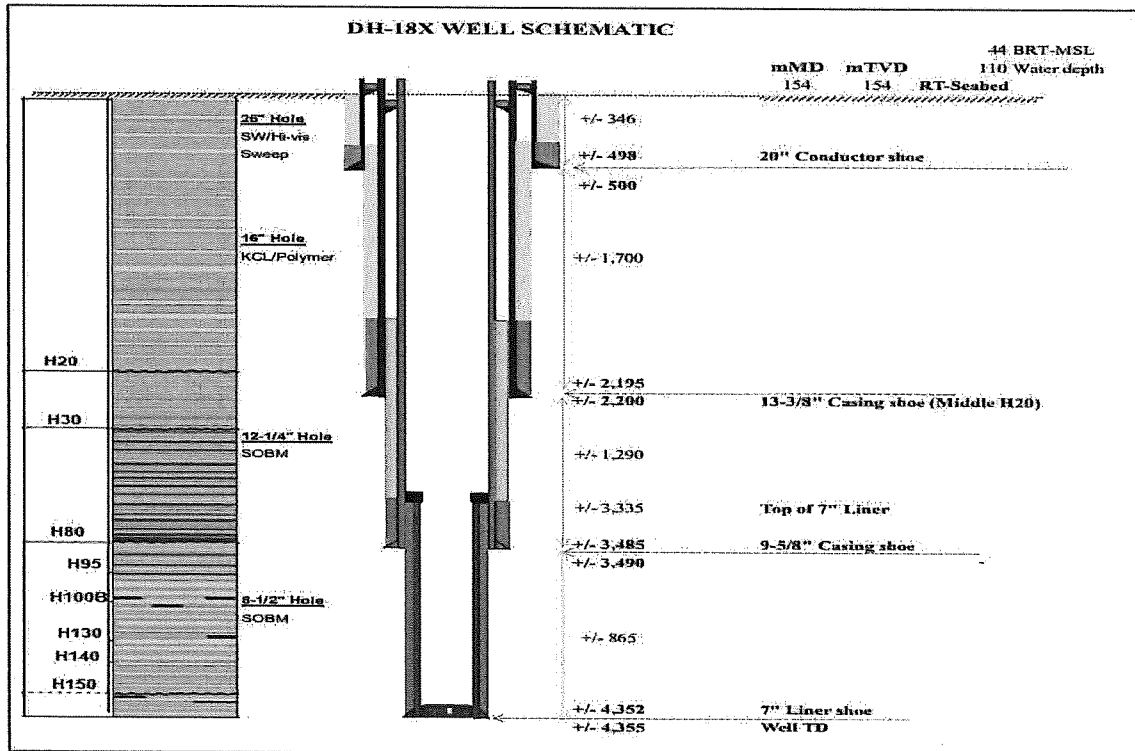 DH-18X WELL SCHEMATIC
44 BRT-MSL
mMD mTVD 110 Water depth
154 154 RT-Seabed
26" Hole +/- 346
SW/Hi-vis
Sweep +/- 498 20" Conductor shoe
+/- 500
16" Hole
KCL/Polymer +/- 1,700
H20
+/- 2,195
+/- 2,200 13-3/8" Casing shoe (Middle H20)
H30
12-1/4" Hole
SOBM +/- 1,290
+/- 3,335 Top of 7" Liner
H80
+/- 3,485 9-5/8" Casing shoe
H95 +/- 3,490
H100B 8-1/2" Hole
SOBM
H130 +/- 865
H140
H150
+/- 4,352 7" Liner shoe
+/- 4,355 Well TD